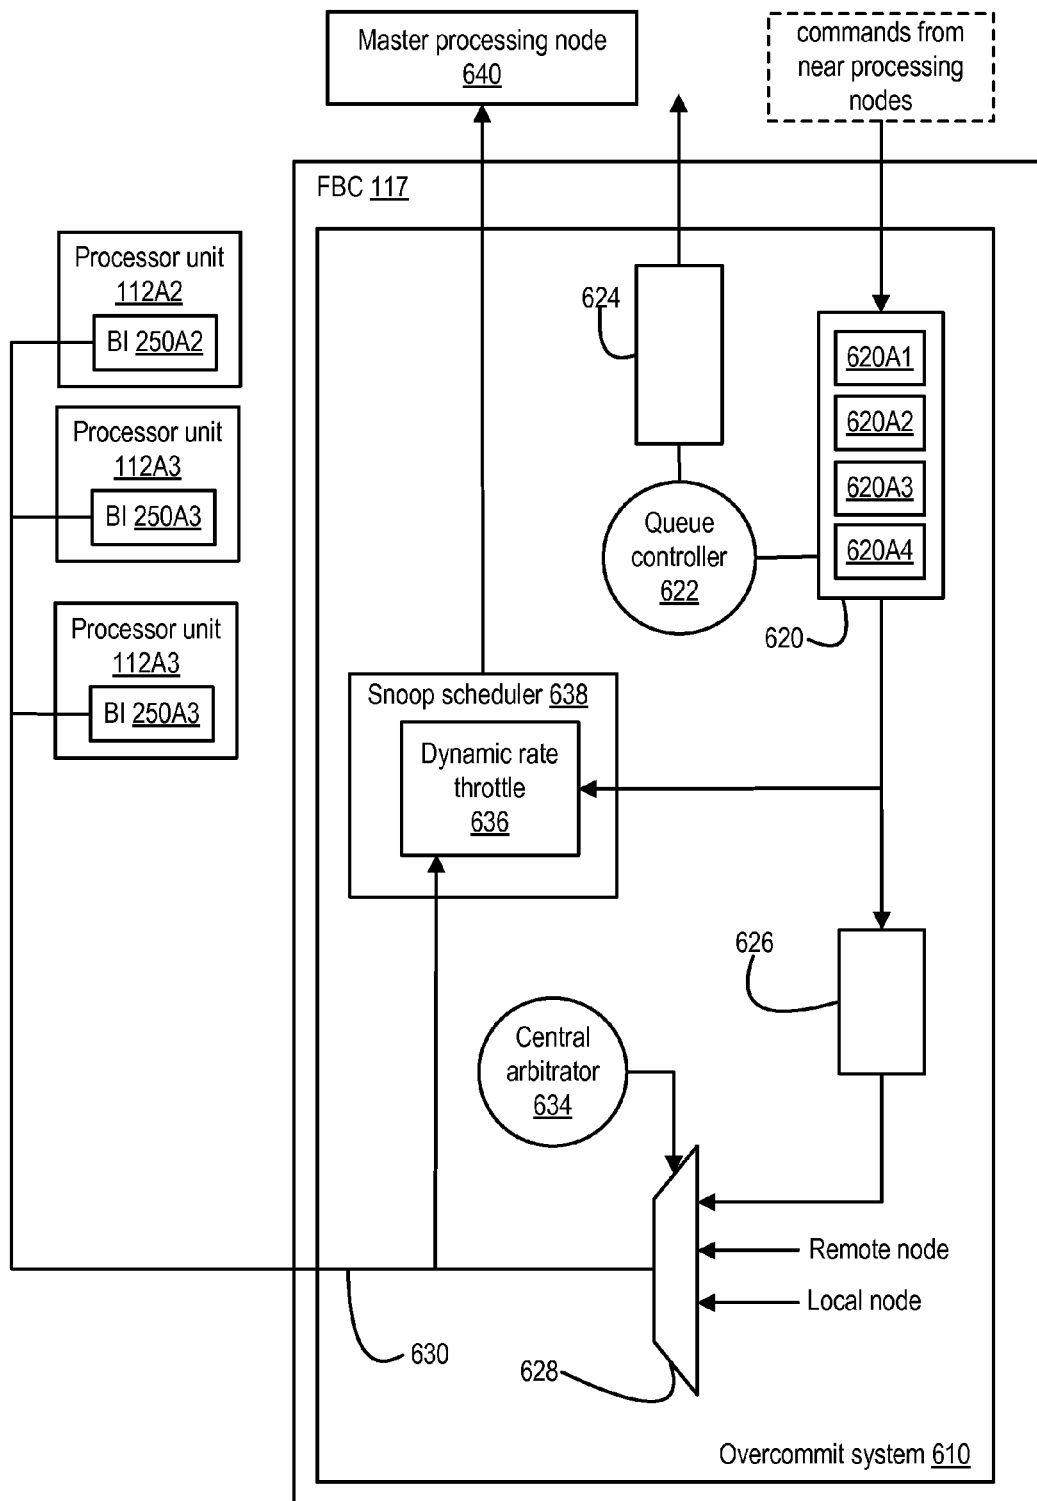 Master processing node
640
commands from
near processing
nodes
FBC 117
Processor unit
112A2
BI 250A2
624
620A1
620A2
620A3
620A4
Processor unit
112A3
BI 250A3
Queue
controller
622
620
Processor unit
112A3
BI 250A3
Snoop scheduler 638
Dynamic rate
throttle
636
626
Central
arbitrator
634
Remote node
Local node
630
628
Overcommit system 610